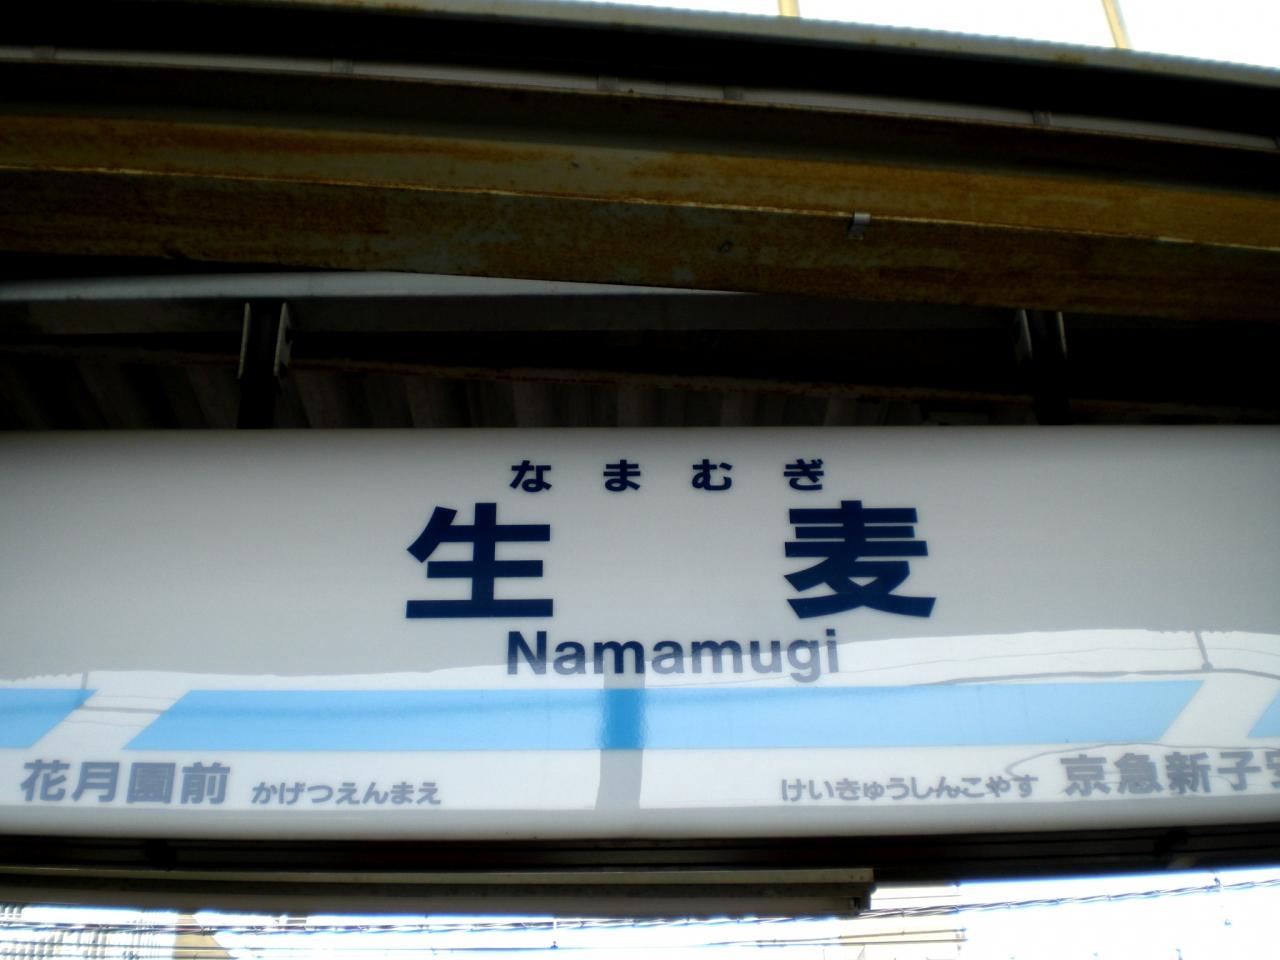 なまむぎ
生麦
Namamugi
花月園前 かげつえんまえ
けいきゅうしんこやす 京急新子安